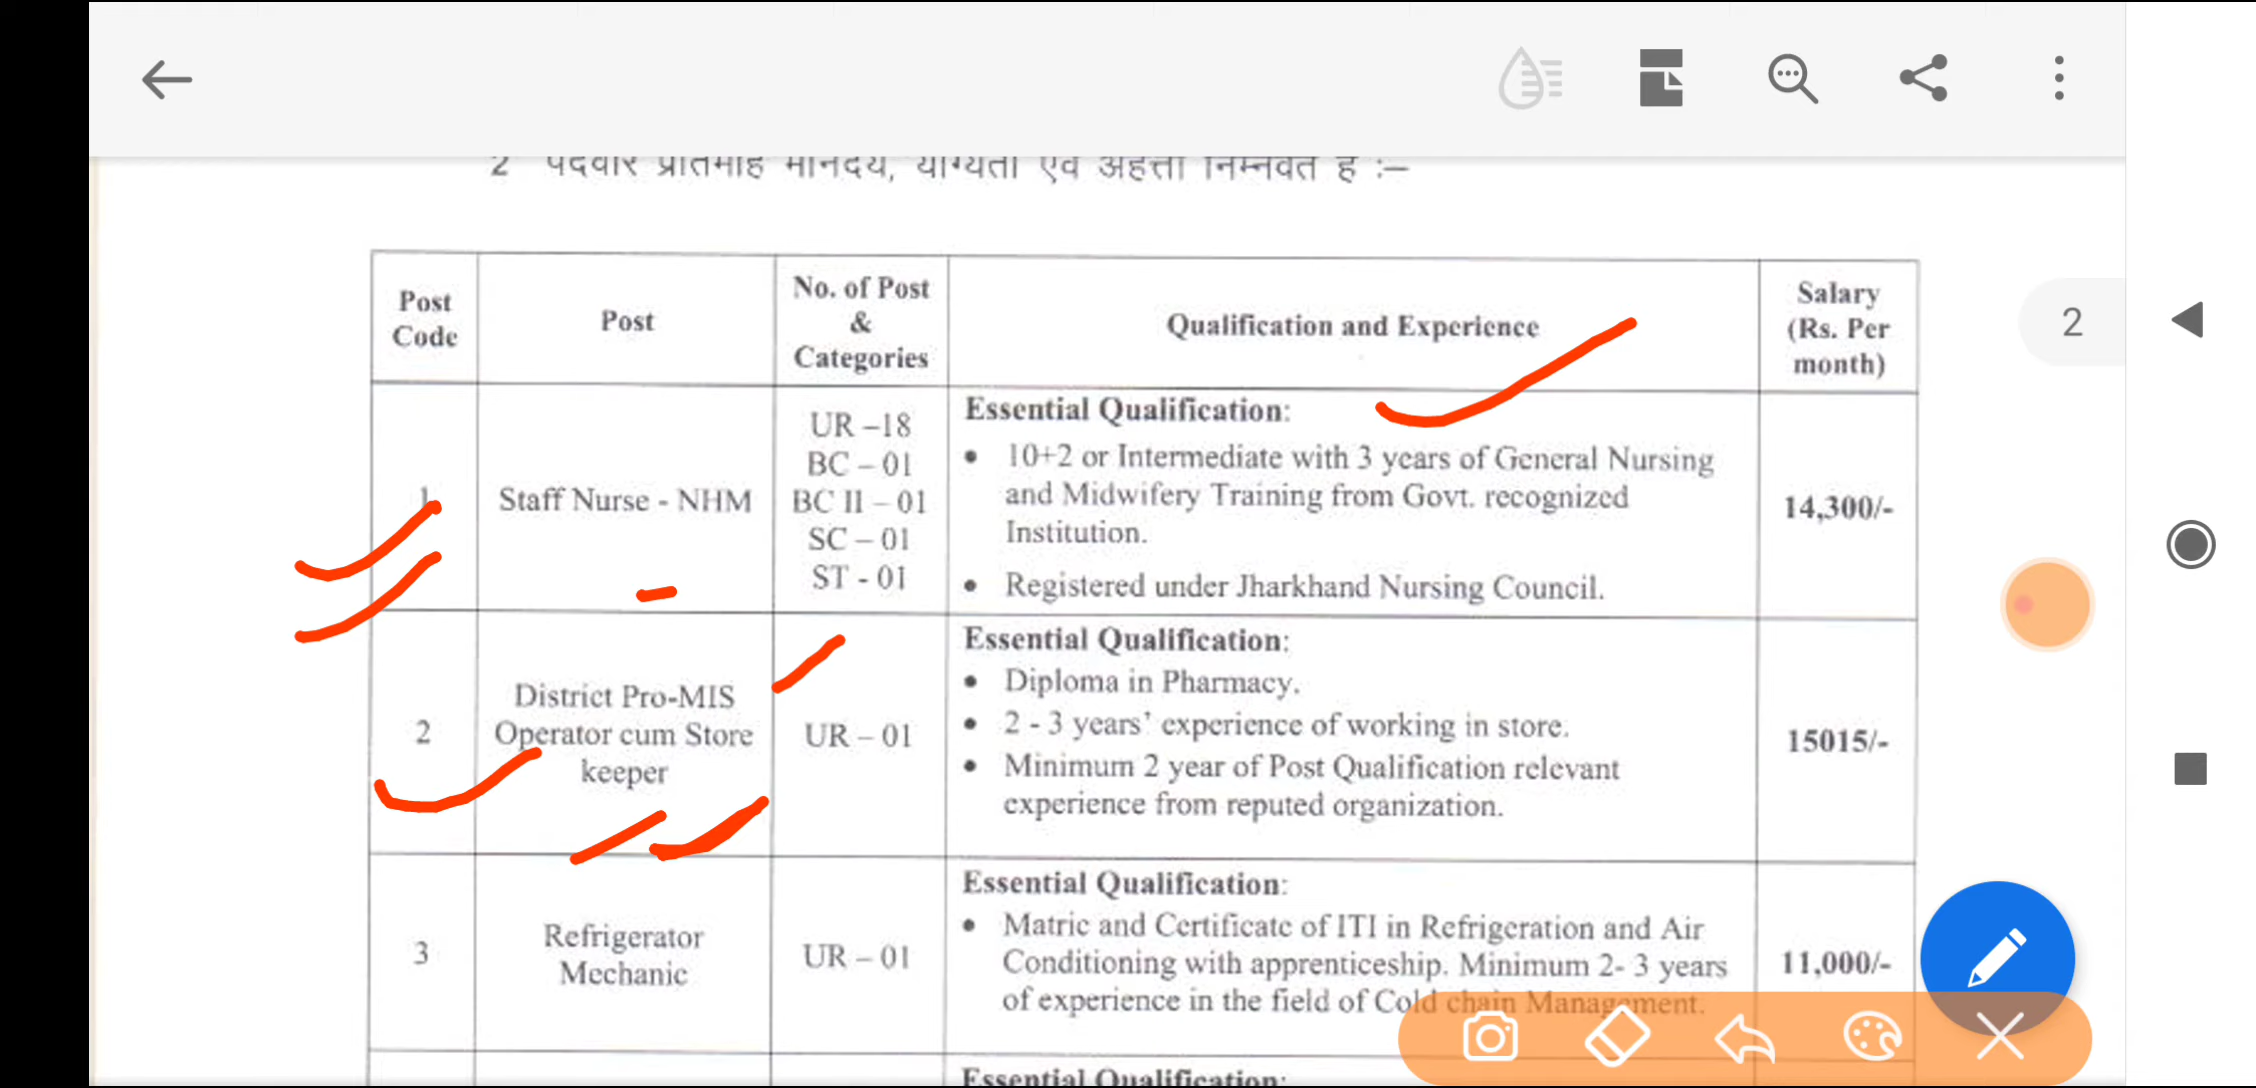 2 पदवार प्रतिमाह मानदेय, योग्यता एवं अर्हत्ता निम्नवत है :–
Post Code
Post
No. of Post
&
Categories
Qualification and Experience
Salary
(Rs. Per
month)
1
Staff Nurse - NHM
UR –18
BC – 01
BC II – 01
SC – 01
ST - 01
Essential Qualification:
• 10+2 or Intermediate with 3 years of General Nursing
and Midwifery Training from Govt. recognized
Institution.
• Registered under Jharkhand Nursing Council.
14,300/-
2
District Pro-MIS
Operator cum Store
keeper
UR – 01
Essential Qualification:
• Diploma in Pharmacy.
• 2 - 3 years' experience of working in store.
• Minimum 2 year of Post Qualification relevant
experience from reputed organization.
15015/-
3
Refrigerator
Mechanic
UR – 01
Essential Qualification:
• Matric and Certificate of ITI in Refrigeration and Air
Conditioning with apprenticeship. Minimum 2- 3 years
of experience in the field of Cold chain Management.
11,000/-
Essential Qualification:
2